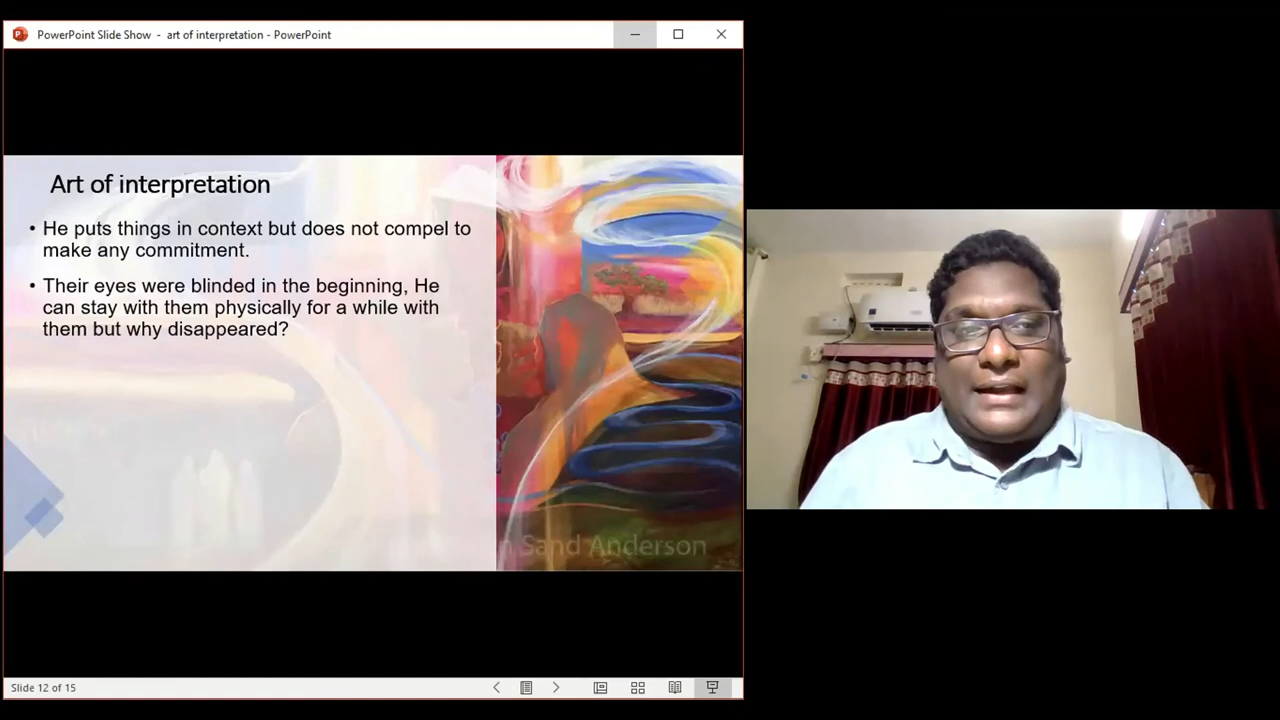 PowerPoint Slide Show - art of interpretation - PowerPoint
Art of interpretation
• He puts things in context but does not compel to
make any commitment.
• Their eyes were blinded in the beginning, He
can stay with them physically for a while with
them but why disappeared?
Sand Anderson
Slide 12 of 15